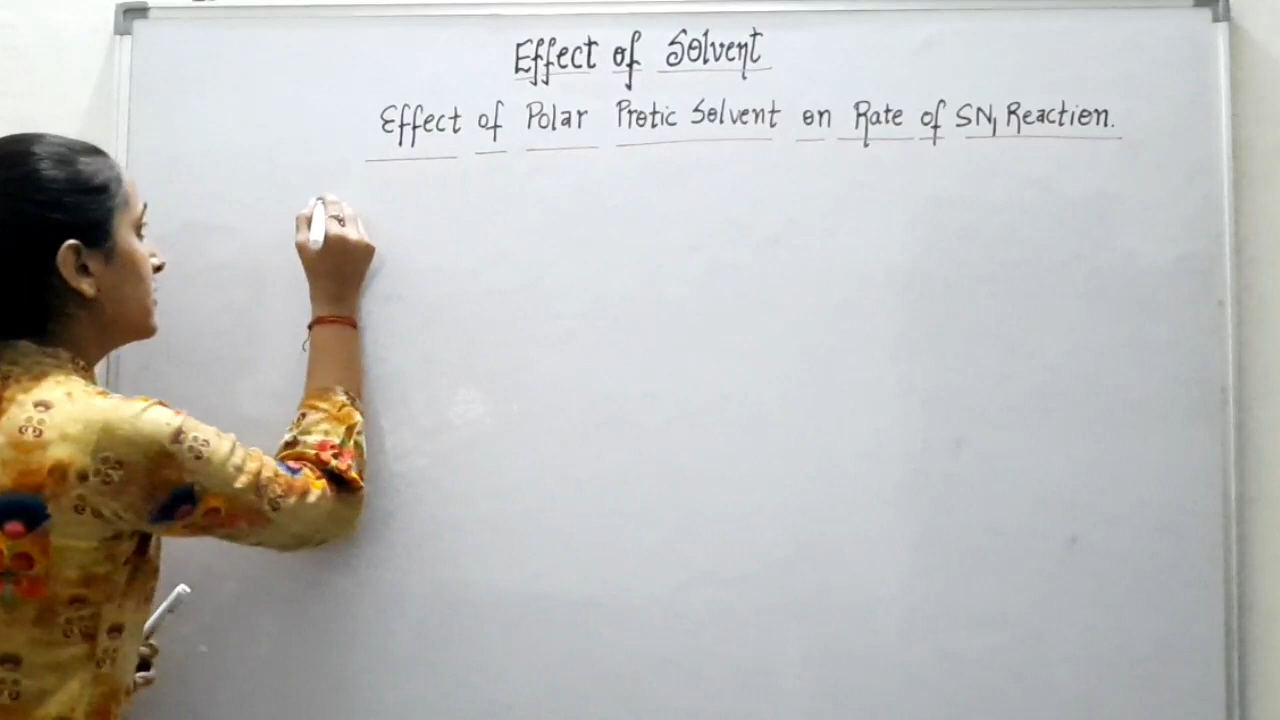 Effect of Solvent
Effect of Polar Protic Solvent on Rate of SN1 Reaction.